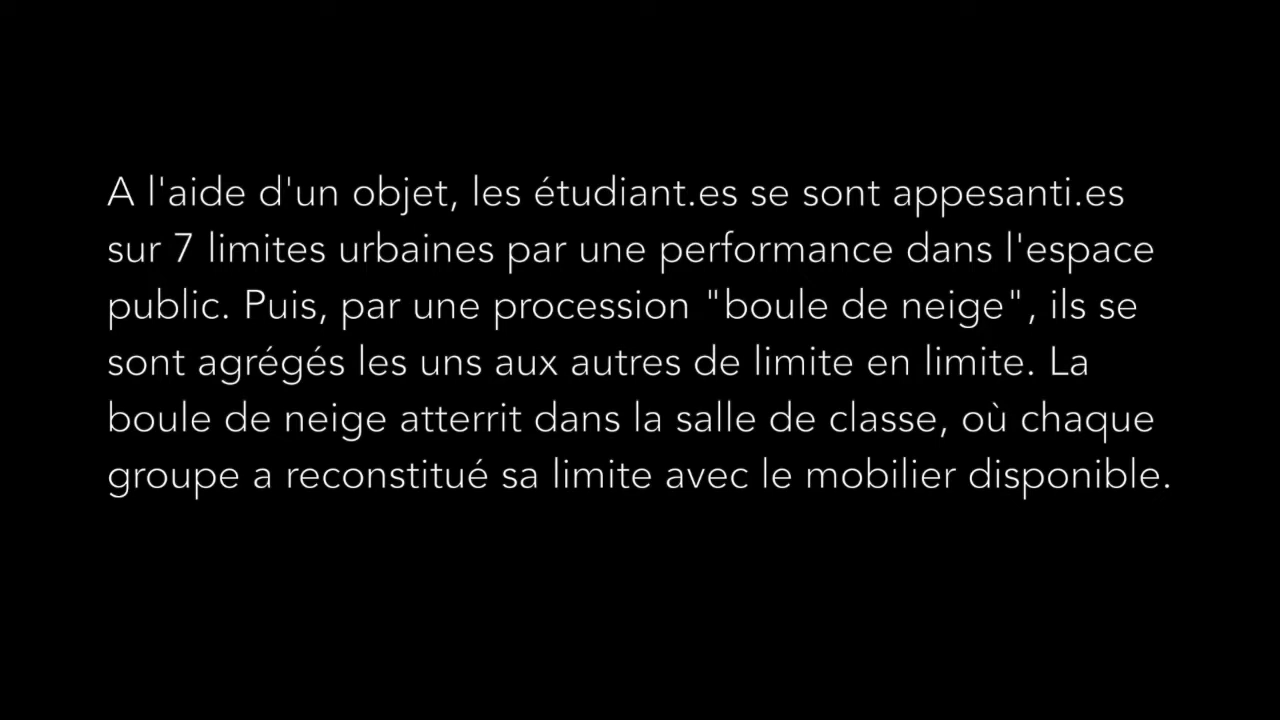 A l'aide d'un objet, les étudiant.es se sont appesanti.es
sur 7 limites urbaines par une performance dans l'espace
public. Puis, par une procession "boule de neige", ils se
sont agrégés les uns aux autres de limite en limite. La
boule de neige atterrit dans la salle de classe, où chaque
groupe a reconstitué sa limite avec le mobilier disponible.